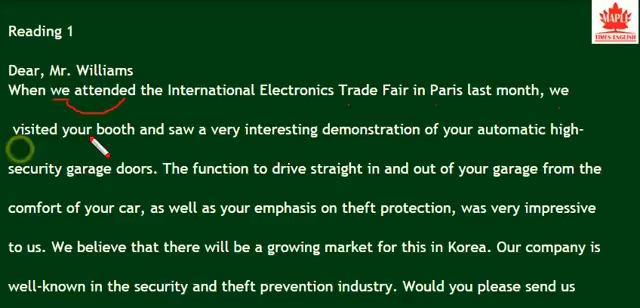 MAPLE
TIMES ENGLISH
Reading 1
Dear, Mr. Williams
When we attended the International Electronics Trade Fair in Paris last month, we
visited your booth and saw a very interesting demonstration of your automatic high-
security garage doors. The function to drive straight in and out of your garage from the
comfort of your car, as well as your emphasis on theft protection, was very impressive
to us. We believe that there will be a growing market for this in Korea. Our company is
well-known in the security and theft prevention industry. Would you please send us